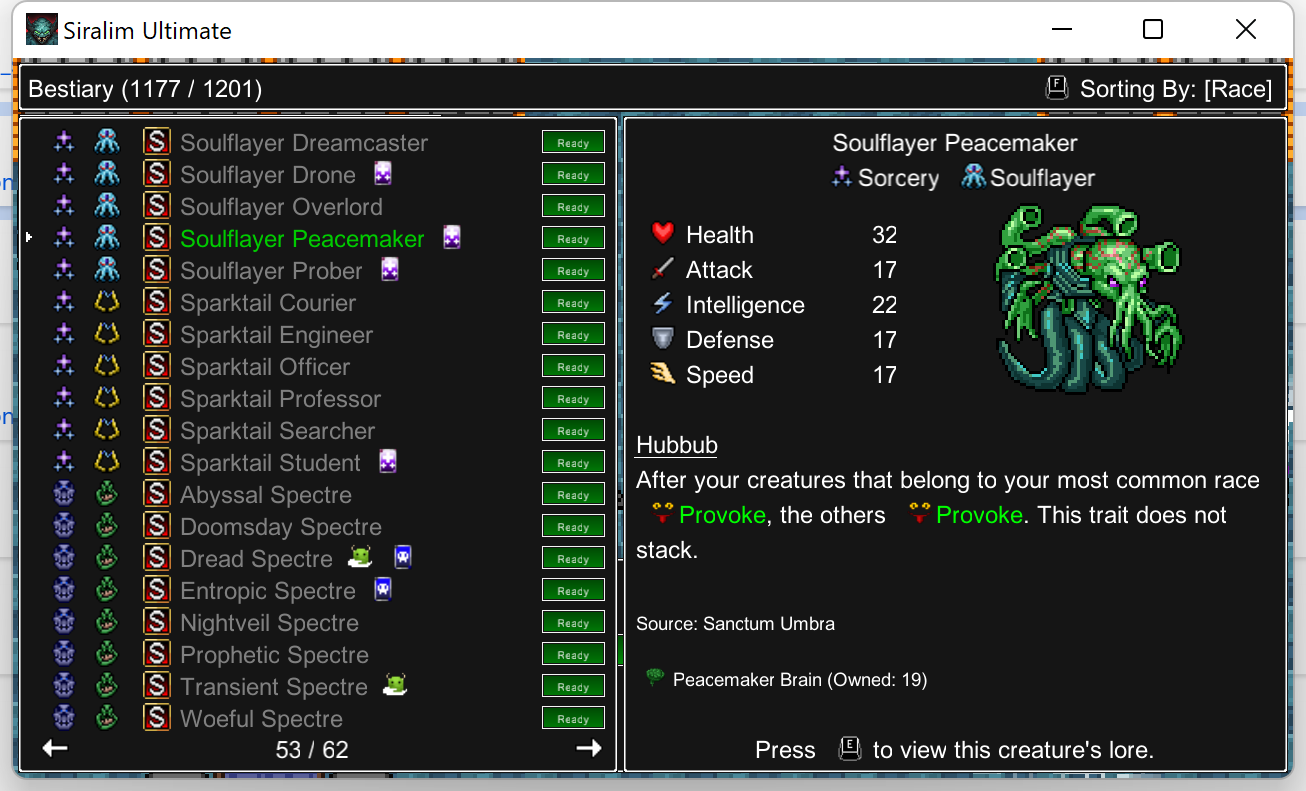 Siralim Ultimate
Bestiary (1177 / 1201)
F Sorting By: [Race]
S Soulflayer Dreamcaster Ready
S Soulflayer Drone Ready
S Soulflayer Overlord Ready
S Soulflayer Peacemaker Ready
S Soulflayer Prober Ready
S Sparktail Courier Ready
S Sparktail Engineer Ready
S Sparktail Officer Ready
S Sparktail Professor Ready
S Sparktail Searcher Ready
S Sparktail Student Ready
S Abyssal Spectre Ready
S Doomsday Spectre Ready
S Dread Spectre Ready
S Entropic Spectre Ready
S Nightveil Spectre Ready
S Prophetic Spectre Ready
S Transient Spectre Ready
S Woeful Spectre Ready
53 / 62
Soulflayer Peacemaker
Sorcery Soulflayer
Health 32
Attack 17
Intelligence 22
Defense 17
Speed 17
Hubbub
After your creatures that belong to your most common race
Provoke, the others Provoke. This trait does not
stack.
Source: Sanctum Umbra
Peacemaker Brain (Owned: 19)
Press E to view this creature's lore.